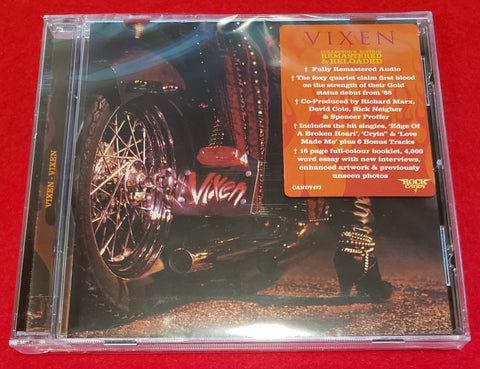 VIXEN
COLLECTOR'S EDITION
REMASTERED
& RELOADED
† Fully Remastered Audio
† The foxy quartet claim first blood
on the strength of their Gold
status debut from '88
† Co-Produced by Richard Marx,
David Cole, Rick Neigher
& Spencer Proffer
† Includes the hit singles, 'Edge Of
A Broken Heart', 'Cryin'' & 'Love
Made Me' plus 6 Bonus Tracks
† 16 page full-colour booklet, 4,000
word essay with new interviews,
enhanced artwork & previously
unseen photos
CANDY473
ROCK
CANDY
VIXEN - VIXEN
Vixen